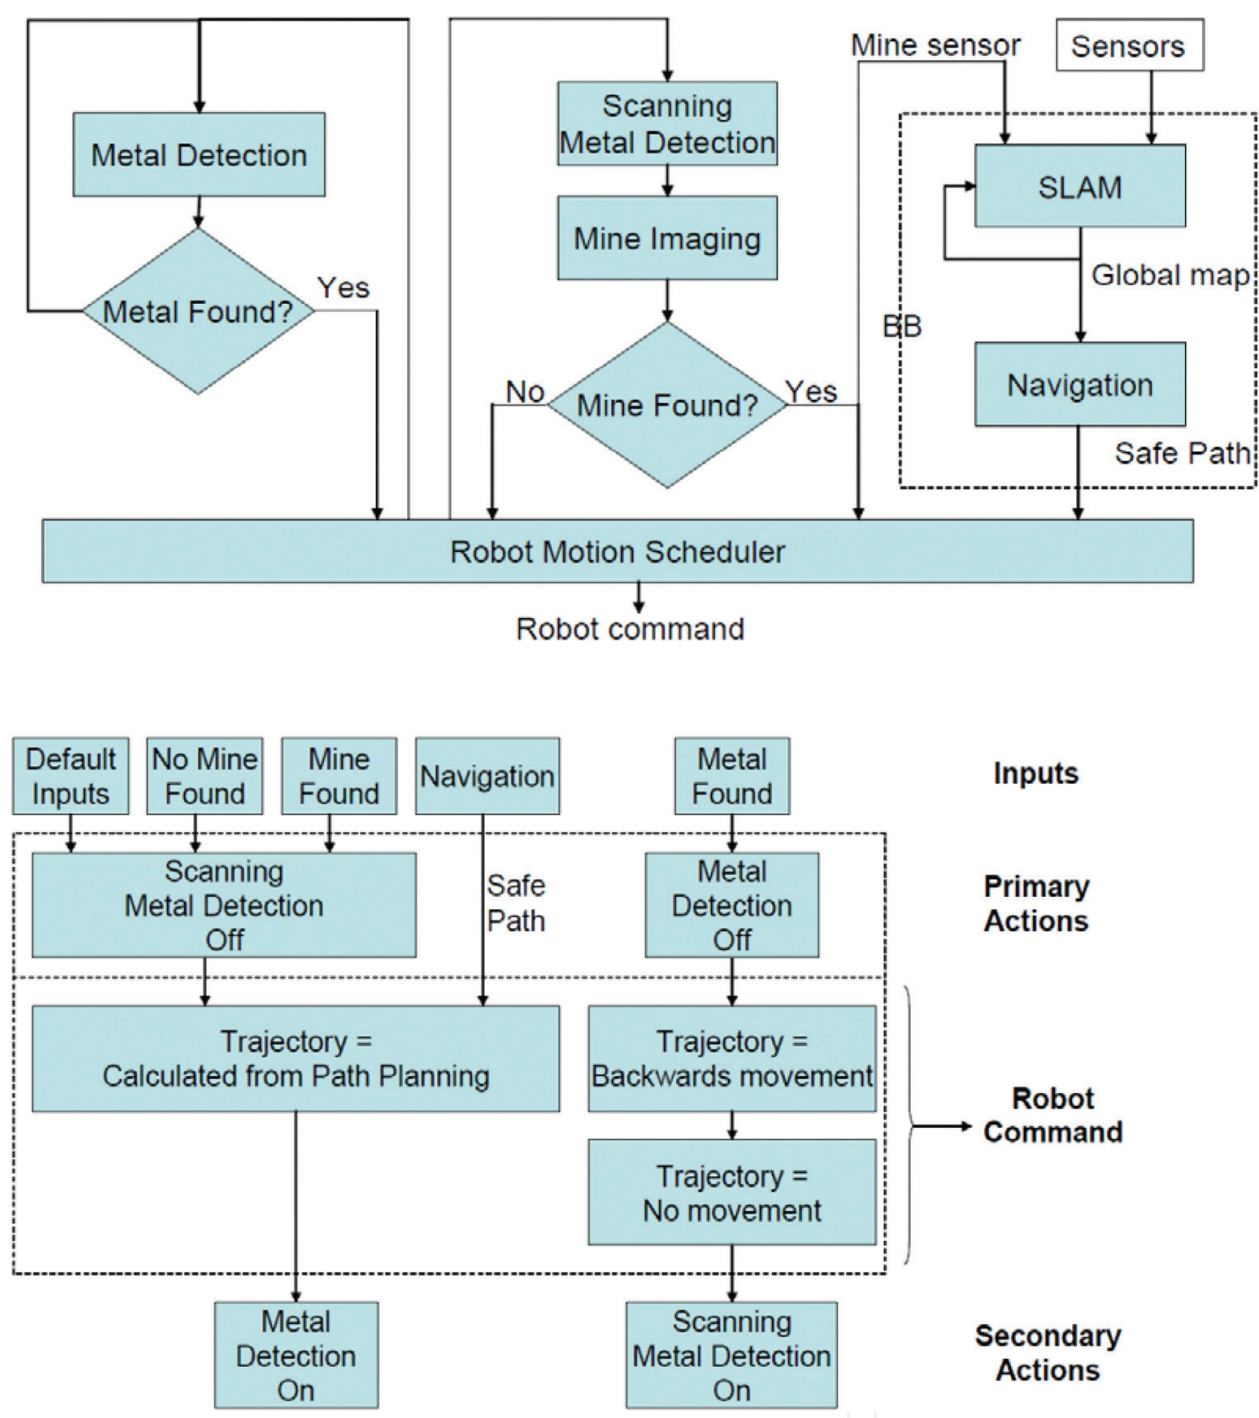 Mine sensor
Sensors
Scanning
Metal Detection
Metal Detection
SLAM
Mine Imaging
Global map
Yes
Metal Found?
BB
Navigation
No
Mine Found?
Yes
Safe Path
Robot Motion Scheduler
Robot command
Default
Inputs
No Mine
Found
Mine
Found
Navigation
Metal
Found
Inputs
Scanning
Metal Detection
Off
Safe
Path
Metal
Detection
Off
Primary
Actions
Trajectory =
Calculated from Path Planning
Trajectory =
Backwards movement
Robot
Command
Trajectory =
No movement
Metal
Detection
On
Scanning
Metal Detection
On
Secondary
Actions